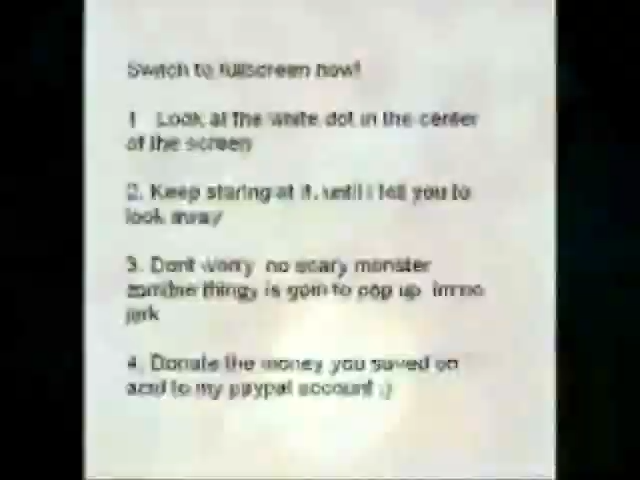 Switch to fullscreen now!
1 Look at the white dot in the center
of the screen
2. Keep staring at it, until i tell you to
look away
3. Dont worry no scary monster
zombie thingy is goin to pop up im no
jerk
4. Donate the money you saved on
acid to my paypal account :)